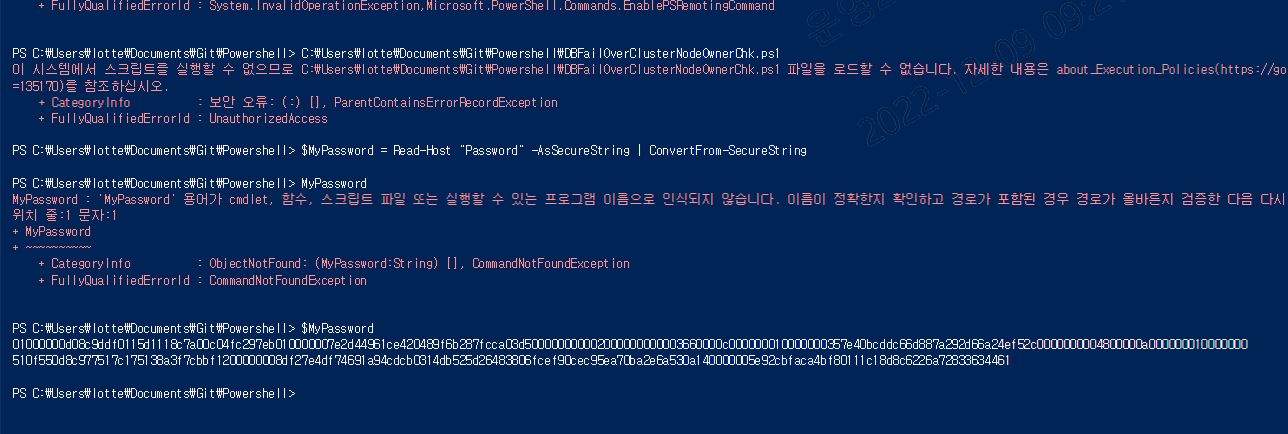 + FullyQualifiedErrorId : System.InvalidOperationException,Microsoft.PowerShell.Commands.EnablePSRemotingCommand
PS C:₩Users₩lotte₩Documents₩Git₩Powershell> C:₩Users₩lotte₩Documents₩Git₩Powershell₩DBFailOverClusterNodeOwnerChk.ps1
이 시스템에서 스크립트를 실행할 수 없으므로 C:₩Users₩lotte₩Documents₩Git₩Powershell₩DBFailOverClusterNodeOwnerChk.ps1 파일을 로드할 수 없습니다. 자세한 내용은 about_Execution_Policies(https://go
=135170)를 참조하십시오.
+ CategoryInfo : 보안 오류: (:) [], ParentContainsErrorRecordException
+ FullyQualifiedErrorId : UnauthorizedAccess
PS C:₩Users₩lotte₩Documents₩Git₩Powershell> $MyPassword = Read-Host "Password" -AsSecureString | ConvertFrom-SecureString
PS C:₩Users₩lotte₩Documents₩Git₩Powershell> MyPassword
MyPassword : 'MyPassword' 용어가 cmdlet, 함수, 스크립트 파일 또는 실행할 수 있는 프로그램 이름으로 인식되지 않습니다. 이름이 정확한지 확인하고 경로가 포함된 경우 경로가 올바른지 검증한 다음 다시
위치 줄:1 문자:1
+ MyPassword
+ ~~~~~~~~~~
+ CategoryInfo : ObjectNotFound: (MyPassword:String) [], CommandNotFoundException
+ FullyQualifiedErrorId : CommandNotFoundException
PS C:₩Users₩lotte₩Documents₩Git₩Powershell> $MyPassword
PS C:₩Users₩lotte₩Documents₩Git₩Powershell>